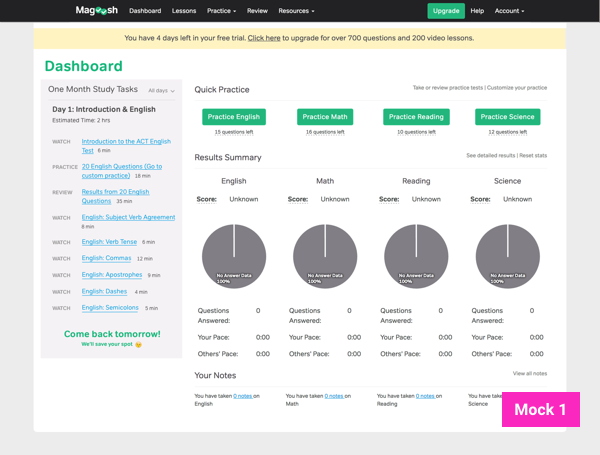 Magoosh Dashboard Lessons Practice Review Resources Upgrade Help Account
You have 4 days left in your free trial. Click here to upgrade for over 700 questions and 200 video lessons.
Dashboard
One Month Study Tasks All days
Day 1: Introduction & English
Estimated Time: 2 hrs
WATCH Introduction to the ACT English
Test 6 min
PRACTICE 20 English Questions (Go to
custom practice) 18 min
REVIEW Results from 20 English
Questions 35 min
WATCH English: Subject Verb Agreement
8 min
WATCH English: Verb Tense 6 min
WATCH English: Commas 12 min
WATCH English: Apostrophes 9 min
WATCH English: Dashes 4 min
WATCH English: Semicolons 5 min
Come back tomorrow!
We'll save your spot
Quick Practice Take or review practice tests | Customize your practice
Practice English Practice Math Practice Reading Practice Science
15 questions left 16 questions left 10 questions left 12 questions left
Results Summary See detailed results | Reset stats
English Math Reading Science
Score: Unknown Score: Unknown Score: Unknown Score: Unknown
No Answer Data No Answer Data No Answer Data No Answer Data
100% 100% 100% 100%
Questions 0 Questions 0 Questions 0 Questions 0
Answered: Answered: Answered: Answered:
Your Pace: 0:00 Your Pace: 0:00 Your Pace: 0:00 Your Pace: 0:00
Others' Pace: 0:00 Others' Pace: 0:00 Others' Pace: 0:00 Others' Pace: 0:00
Your Notes View all notes
You have taken 0 notes on You have taken 0 notes on You have taken 0 notes on You have
English Math Reading Science
Mock 1